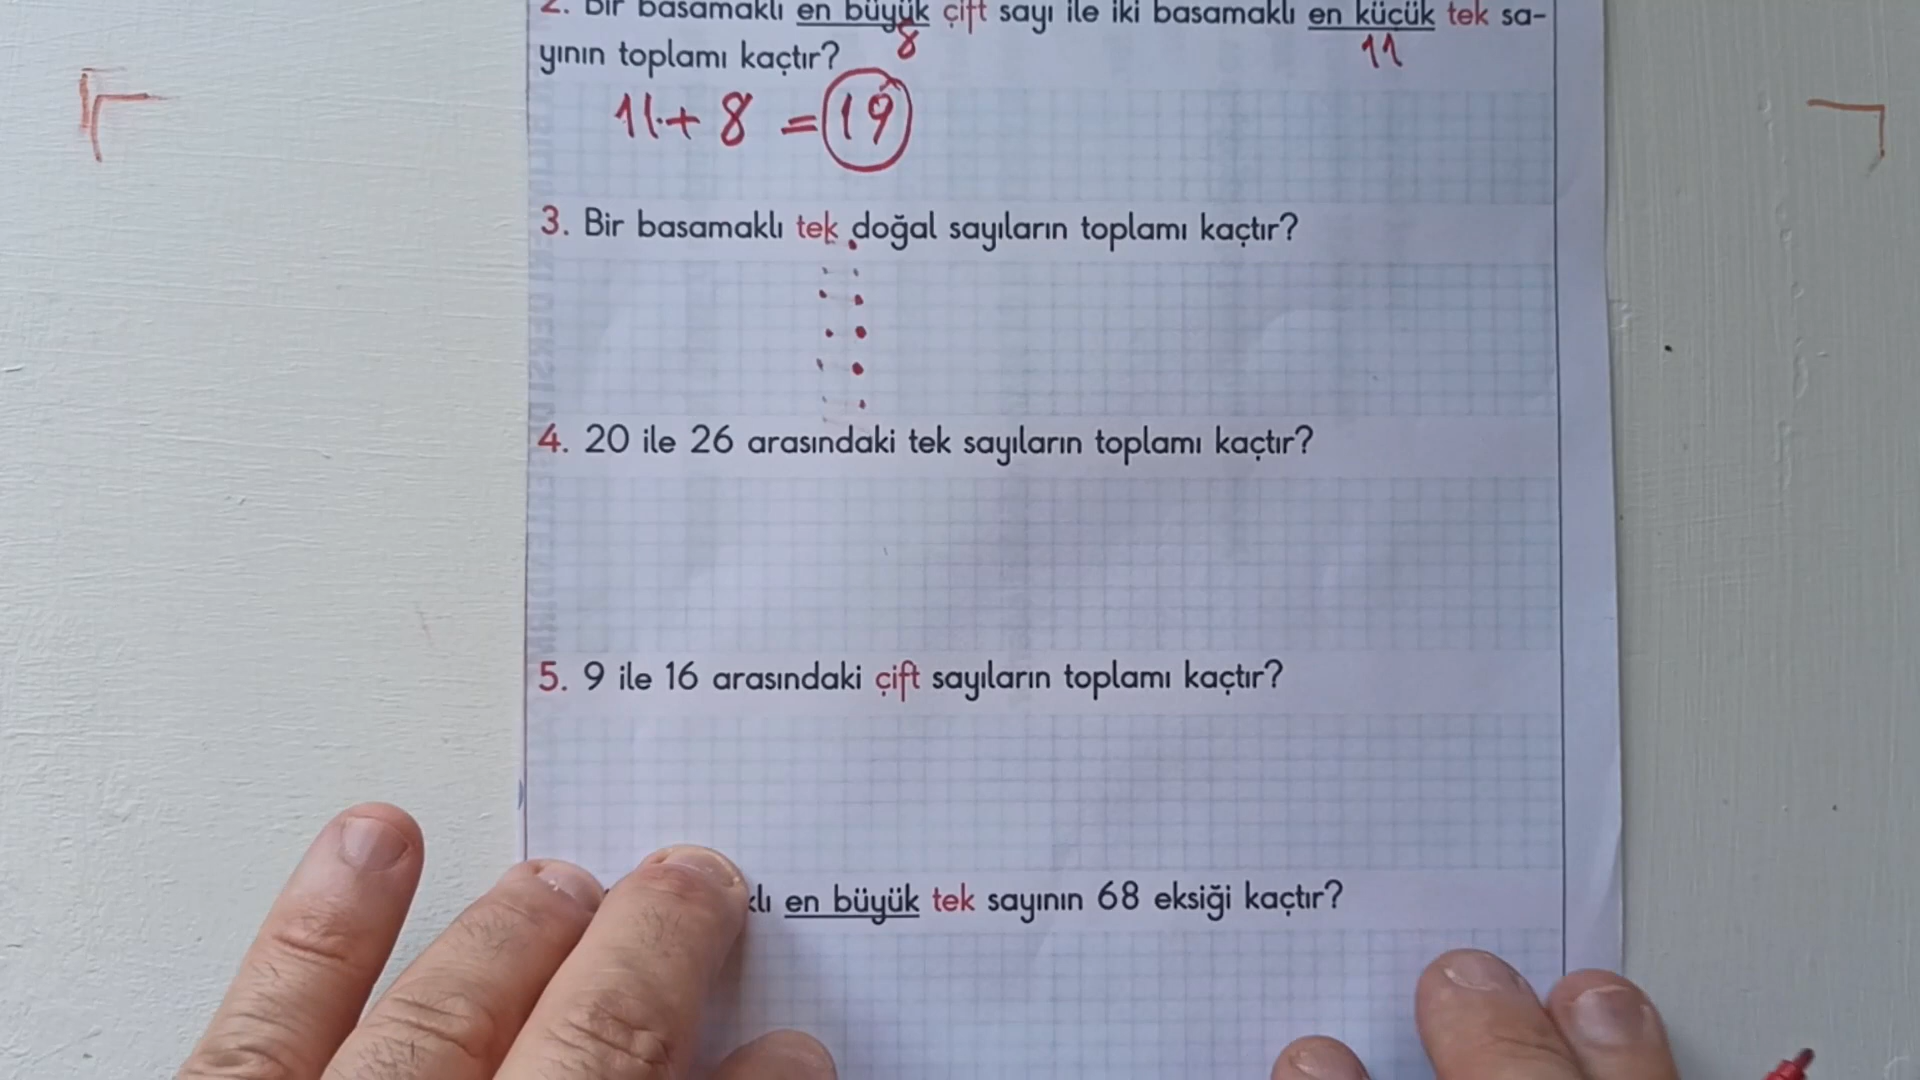 2. Bir basamaklı en büyük çift sayı ile iki basamaklı en küçük tek sa-
8 11
yının toplamı kaçtır?
11 + 8 = 19
3. Bir basamaklı tek doğal sayıların toplamı kaçtır?
4. 20 ile 26 arasındaki tek sayıların toplamı kaçtır?
5. 9 ile 16 arasındaki çift sayıların toplamı kaçtır?
en büyük tek sayının 68 eksiği kaçtır?